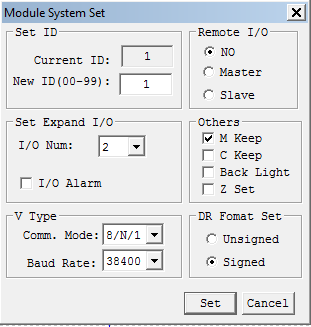 Module System Set
Set ID
Current ID: 1
New ID(00-99): 1
Remote I/O
NO
Master
Slave
Set Expand I/O
I/O Num: 2
I/O Alarm
Others
M Keep
C Keep
Back Light
Z Set
V Type
Comm. Mode: 8/N/1
Baud Rate: 38400
DR Fomat Set
Unsigned
Signed
Set
Cancel